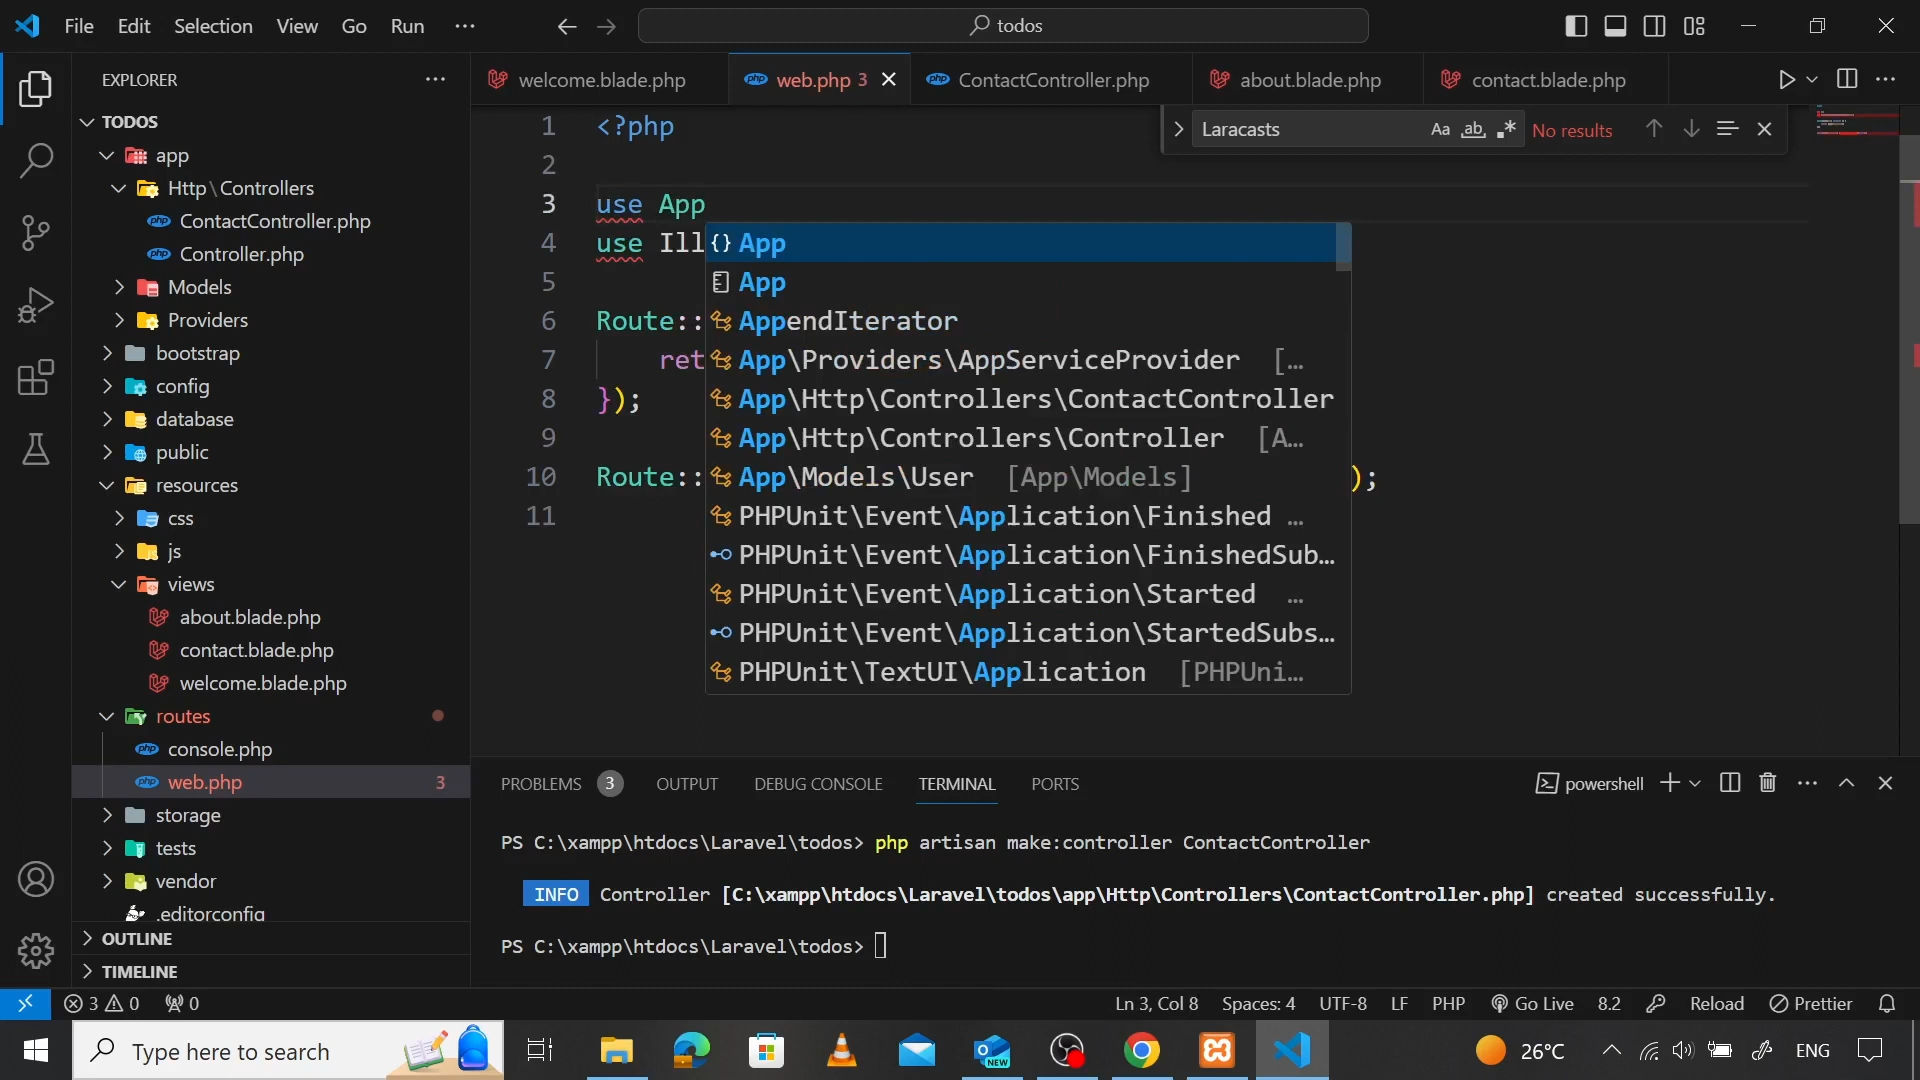 File Edit Selection View Go Run ··· todos
EXPLORER ···
TODOS
app
Http\Controllers
ContactController.php
Controller.php
Models
Providers
bootstrap
config
database
public
resources
css
js
views
about.blade.php
contact.blade.php
welcome.blade.php
routes
console.php
web.php 3
storage
tests
vendor
.editorconfig
OUTLINE
TIMELINE
welcome.blade.php web.php 3 ContactController.php about.blade.php contact.blade.php
Laracasts Aa ab No results
1 <?php
2
3 use App
4 use Ill
5
6 Route::
7 ret
8 });
9
10 Route:: );
11
{} App
App
AppendIterator
App\Providers\AppServiceProvider [...
App\Http\Controllers\ContactController
App\Http\Controllers\Controller [A...
App\Models\User [App\Models]
PHPUnit\Event\Application\Finished ...
PHPUnit\Event\Application\FinishedSub...
PHPUnit\Event\Application\Started ...
PHPUnit\Event\Application\StartedSubs...
PHPUnit\TextUI\Application [PHPUni...
PROBLEMS 3 OUTPUT DEBUG CONSOLE TERMINAL PORTS powershell
PS C:\xampp\htdocs\Laravel\todos> php artisan make:controller ContactController
INFO Controller [C:\xampp\htdocs\Laravel\todos\app\Http\Controllers\ContactController.php] created successfully.
PS C:\xampp\htdocs\Laravel\todos>
3 0 0 Ln 3, Col 8 Spaces: 4 UTF-8 LF PHP Go Live 8.2 Reload Prettier
Type here to search NEW 26°C ENG